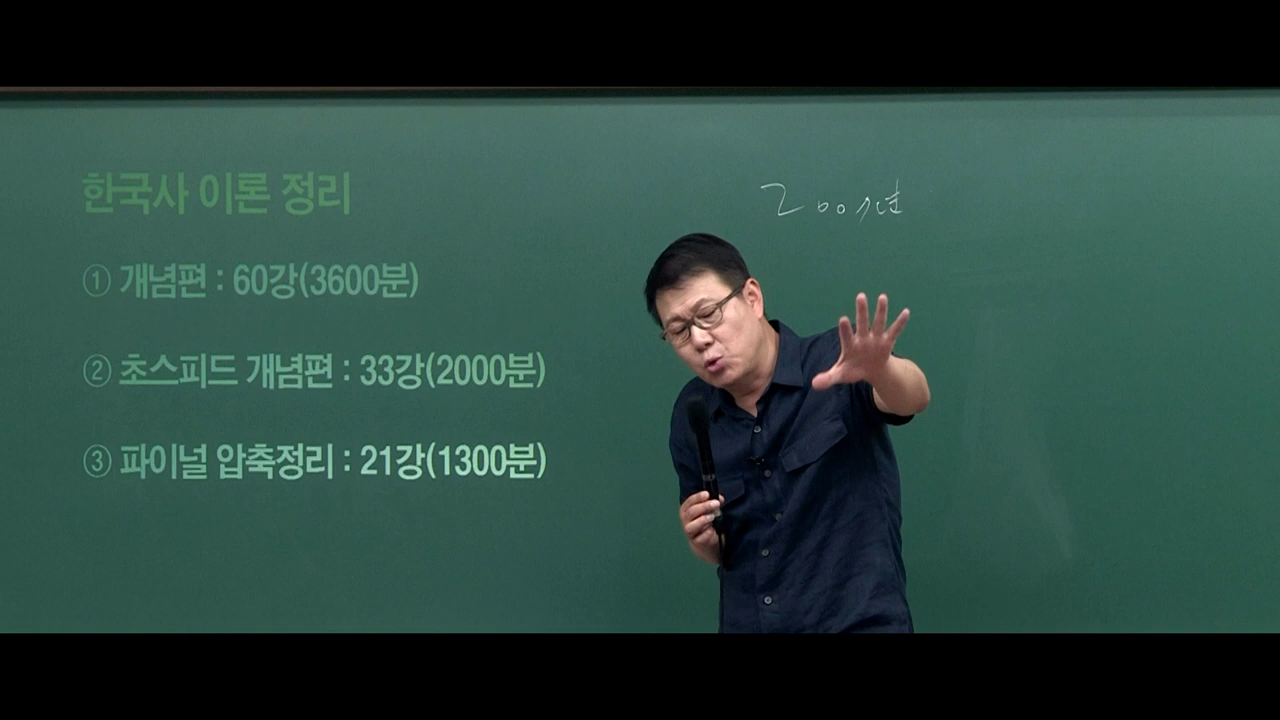 한국사 이론 정리
① 개념편 : 60강(3600분)
② 초스피드 개념편 : 33강(2000분)
③ 파이널 압축정리 : 21강(1300분)
200